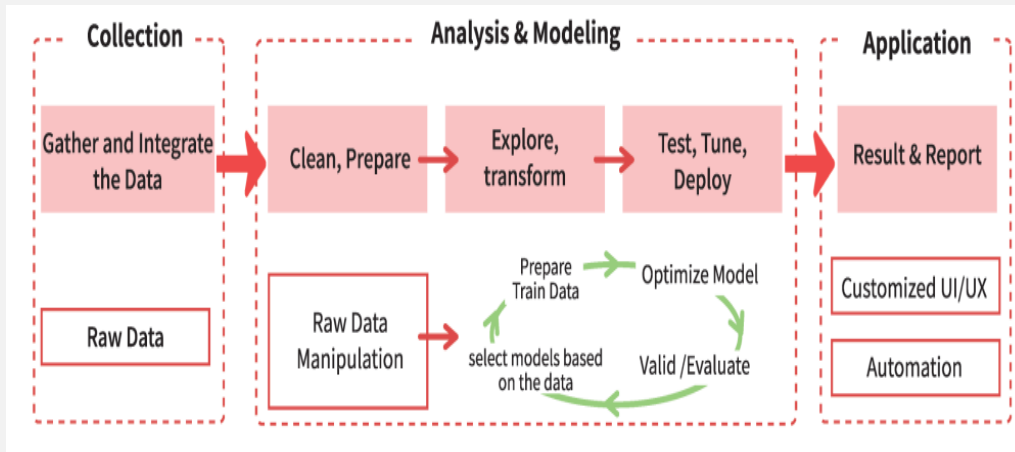 Collection
Analysis & Modeling
Application
Gather and Integrate
the Data
Clean, Prepare
Explore,
transform
Test, Tune,
Deploy
Result & Report
Raw Data
Raw Data
Manipulation
Prepare
Train Data
Optimize Model
select models based
on the data
Valid /Evaluate
Customized UI/UX
Automation